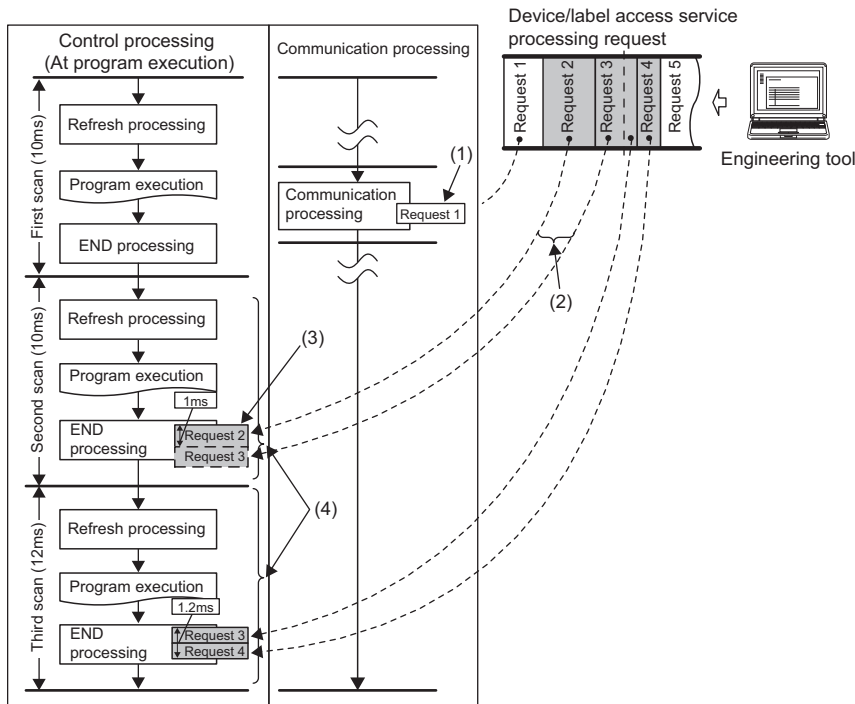 Device/label access service
processing request
Control processing
(At program execution)
Communication processing
Request 1
Request 2
Request 3
Request 4
Request 5
Engineering tool
First scan (10ms)
Refresh processing
Program execution
END processing
(1)
Communication
processing
Request 1
(2)
Second scan (10ms)
Refresh processing
(3)
Program execution
1ms
END
processing
Request 2
Request 3
(4)
Third scan (12ms)
Refresh processing
Program execution
1.2ms
END
processing
Request 3
Request 4